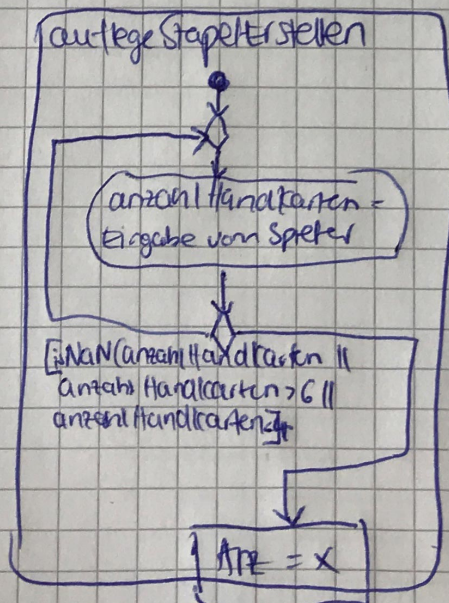 auflegeStapelErstellen
anzahlHandkarten =
Eingabe vom Spieler
[isNaN(anzahlHandkarten ||
anzahlHandkarten>6 ||
anzahlHandkarten<
= x